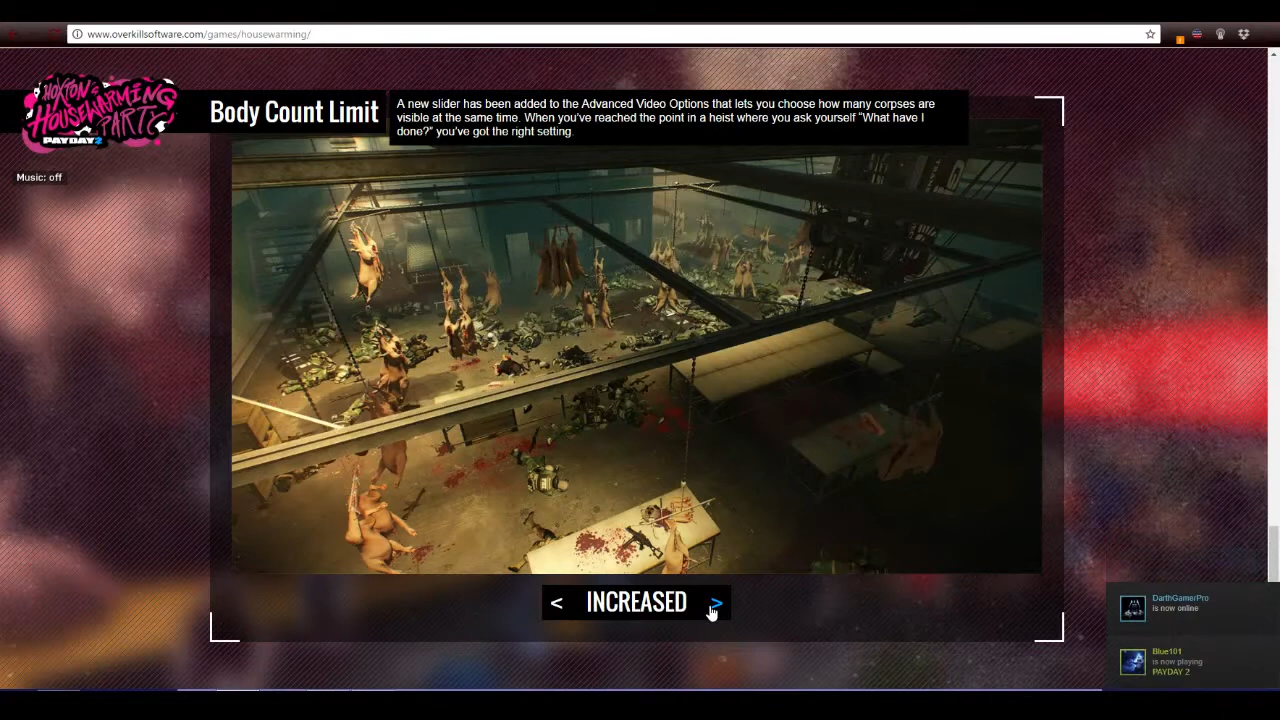 www.overkillsoftware.com/games/housewarming/
HOXTON'S
HOUSEWARMING
PARTY
PAYDAY 2
Body Count Limit
A new slider has been added to the Advanced Video Options that lets you choose how many corpses are
visible at the same time. When you've reached the point in a heist where you ask yourself "What have I
done?" you've got the right setting.
Music: off
< INCREASED >
DarthGamerPro
is now online
Blue101
is now playing
PAYDAY 2